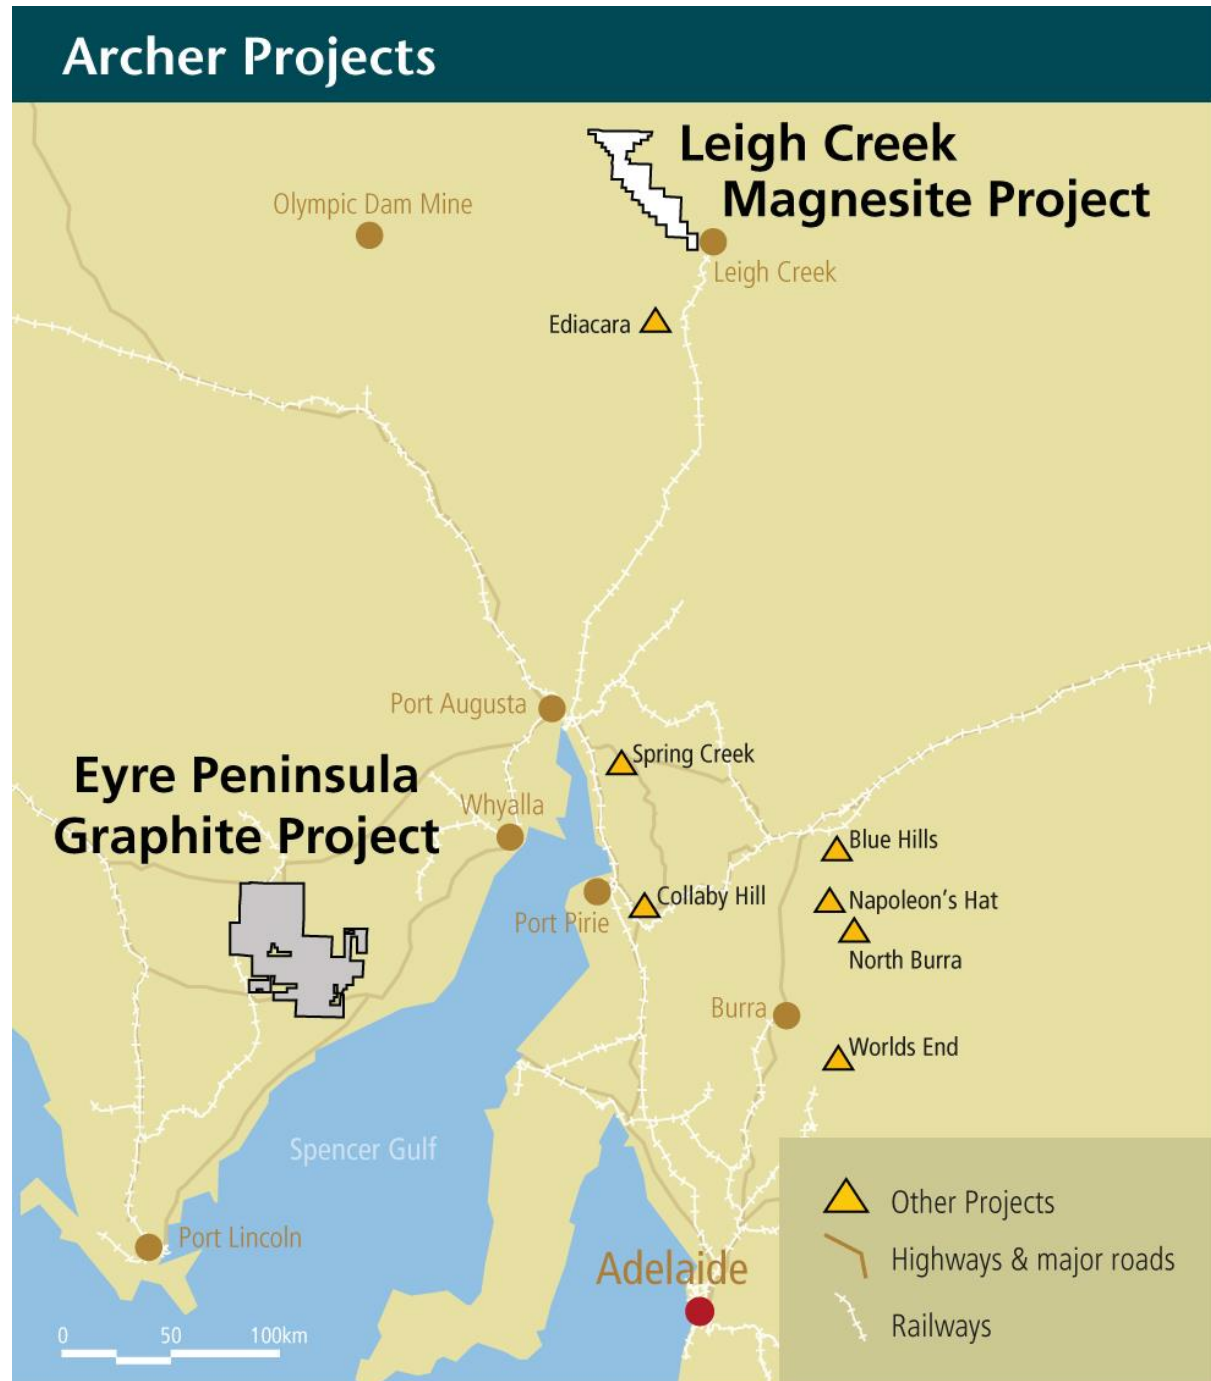 Archer Projects
Leigh Creek
Magnesite Project
Olympic Dam Mine
Leigh Creek
Ediacara
Port Augusta
Spring Creek
Eyre Peninsula
Graphite Project
Whyalla
Blue Hills
Collaby Hill
Napoleon's Hat
Port Pirie
North Burra
Burra
Worlds End
Spencer Gulf
Port Lincoln
Adelaide
Other Projects
Highways & major roads
Railways
0 50 100km